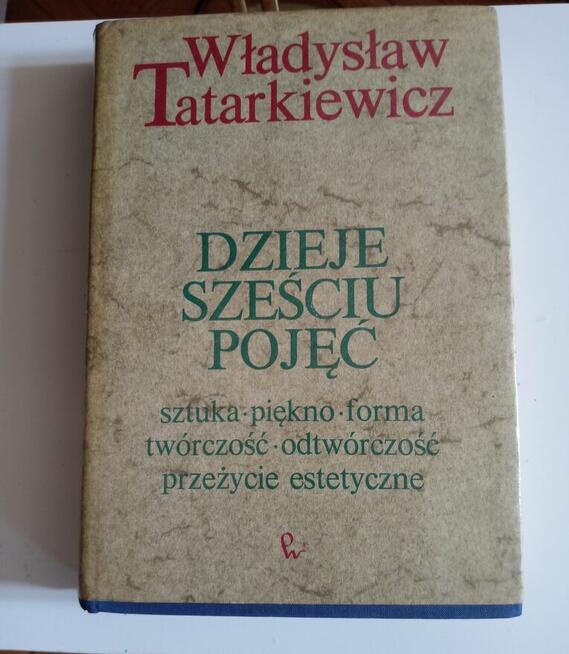 Władysław
Tatarkiewicz
DZIEJE
SZEŚCIU
POJĘĆ
sztuka·piękno·forma
twórczość·odtwórczość
przeżycie estetyczne